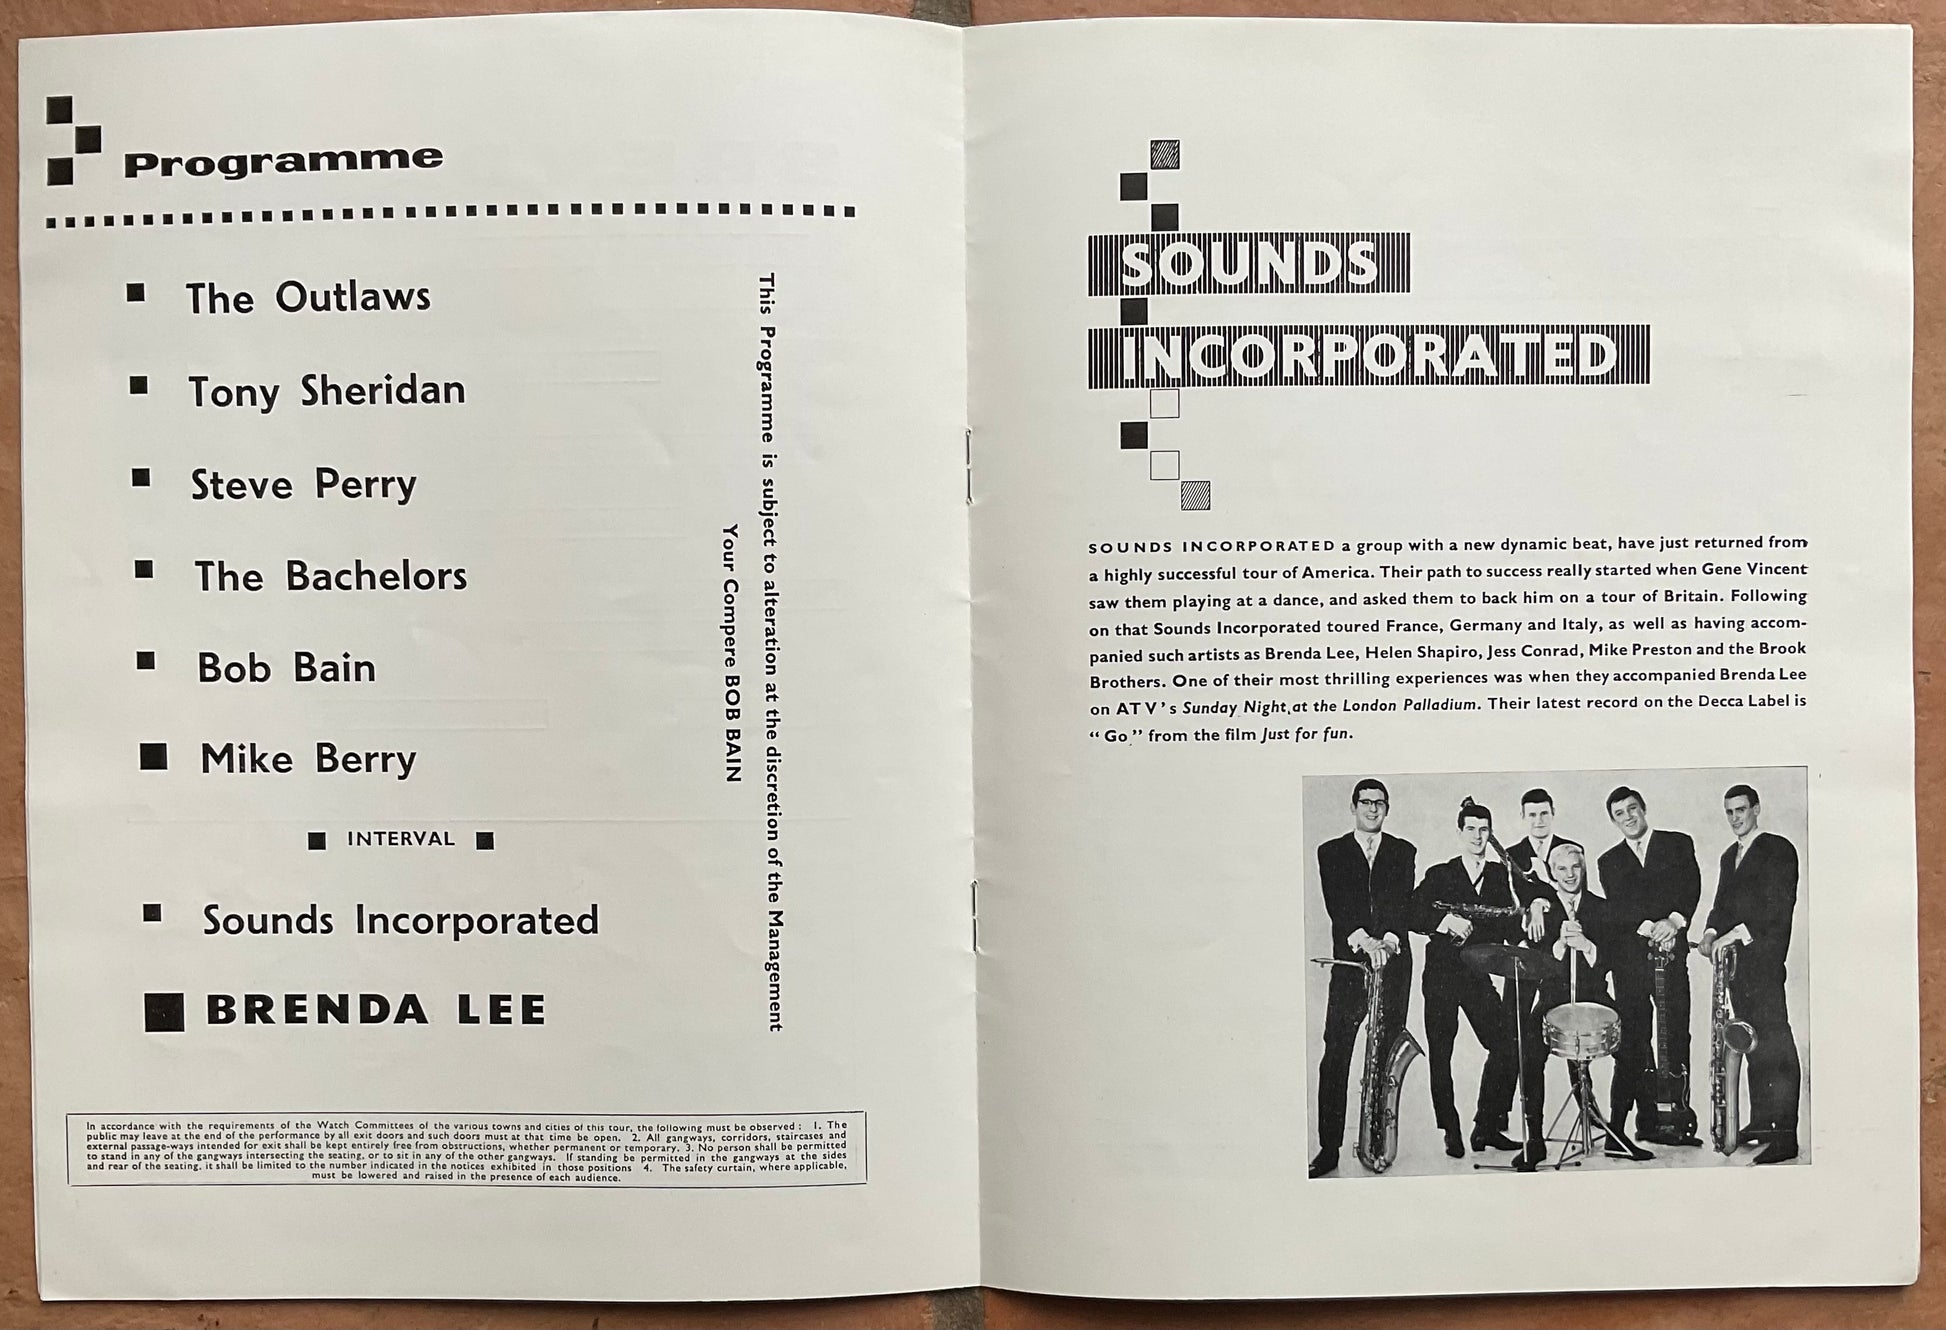 Programme
The Outlaws
Tony Sheridan
Steve Perry
The Bachelors
Bob Bain
Mike Berry
INTERVAL
Sounds Incorporated
BRENDA LEE
This Programme is subject to alteration at the discretion of the Management
Your Compere BOB BAIN
In accordance with the requirements of the Watch Committees of the various towns and cities of this tour, the following must be observed : 1. The
public may leave at the end of the performance by all exit doors and such doors must at that time be open. 2. All gangways, corridors, staircases and
external passage-ways intended for exit shall be kept entirely free from obstructions, whether permanent or temporary. 3. No person shall be permitted
to stand in any of the gangways intersecting the seating, or to sit in any of the other gangways. If standing be permitted in the gangways at the sides
and rear of the seating, it shall be limited to the number indicated in the notices exhibited in those positions 4. The safety curtain, where applicable,
must be lowered and raised in the presence of each audience.
SOUNDS
INCORPORATED
SOUNDS INCORPORATED a group with a new dynamic beat, have just returned from
a highly successful tour of America. Their path to success really started when Gene Vincent
saw them playing at a dance, and asked them to back him on a tour of Britain. Following
on that Sounds Incorporated toured France, Germany and Italy, as well as having accom-
panied such artists as Brenda Lee, Helen Shapiro, Jess Conrad, Mike Preston and the Brook
Brothers. One of their most thrilling experiences was when they accompanied Brenda Lee
on ATV's Sunday Night at the London Palladium. Their latest record on the Decca Label is
“Go” from the film Just for fun.